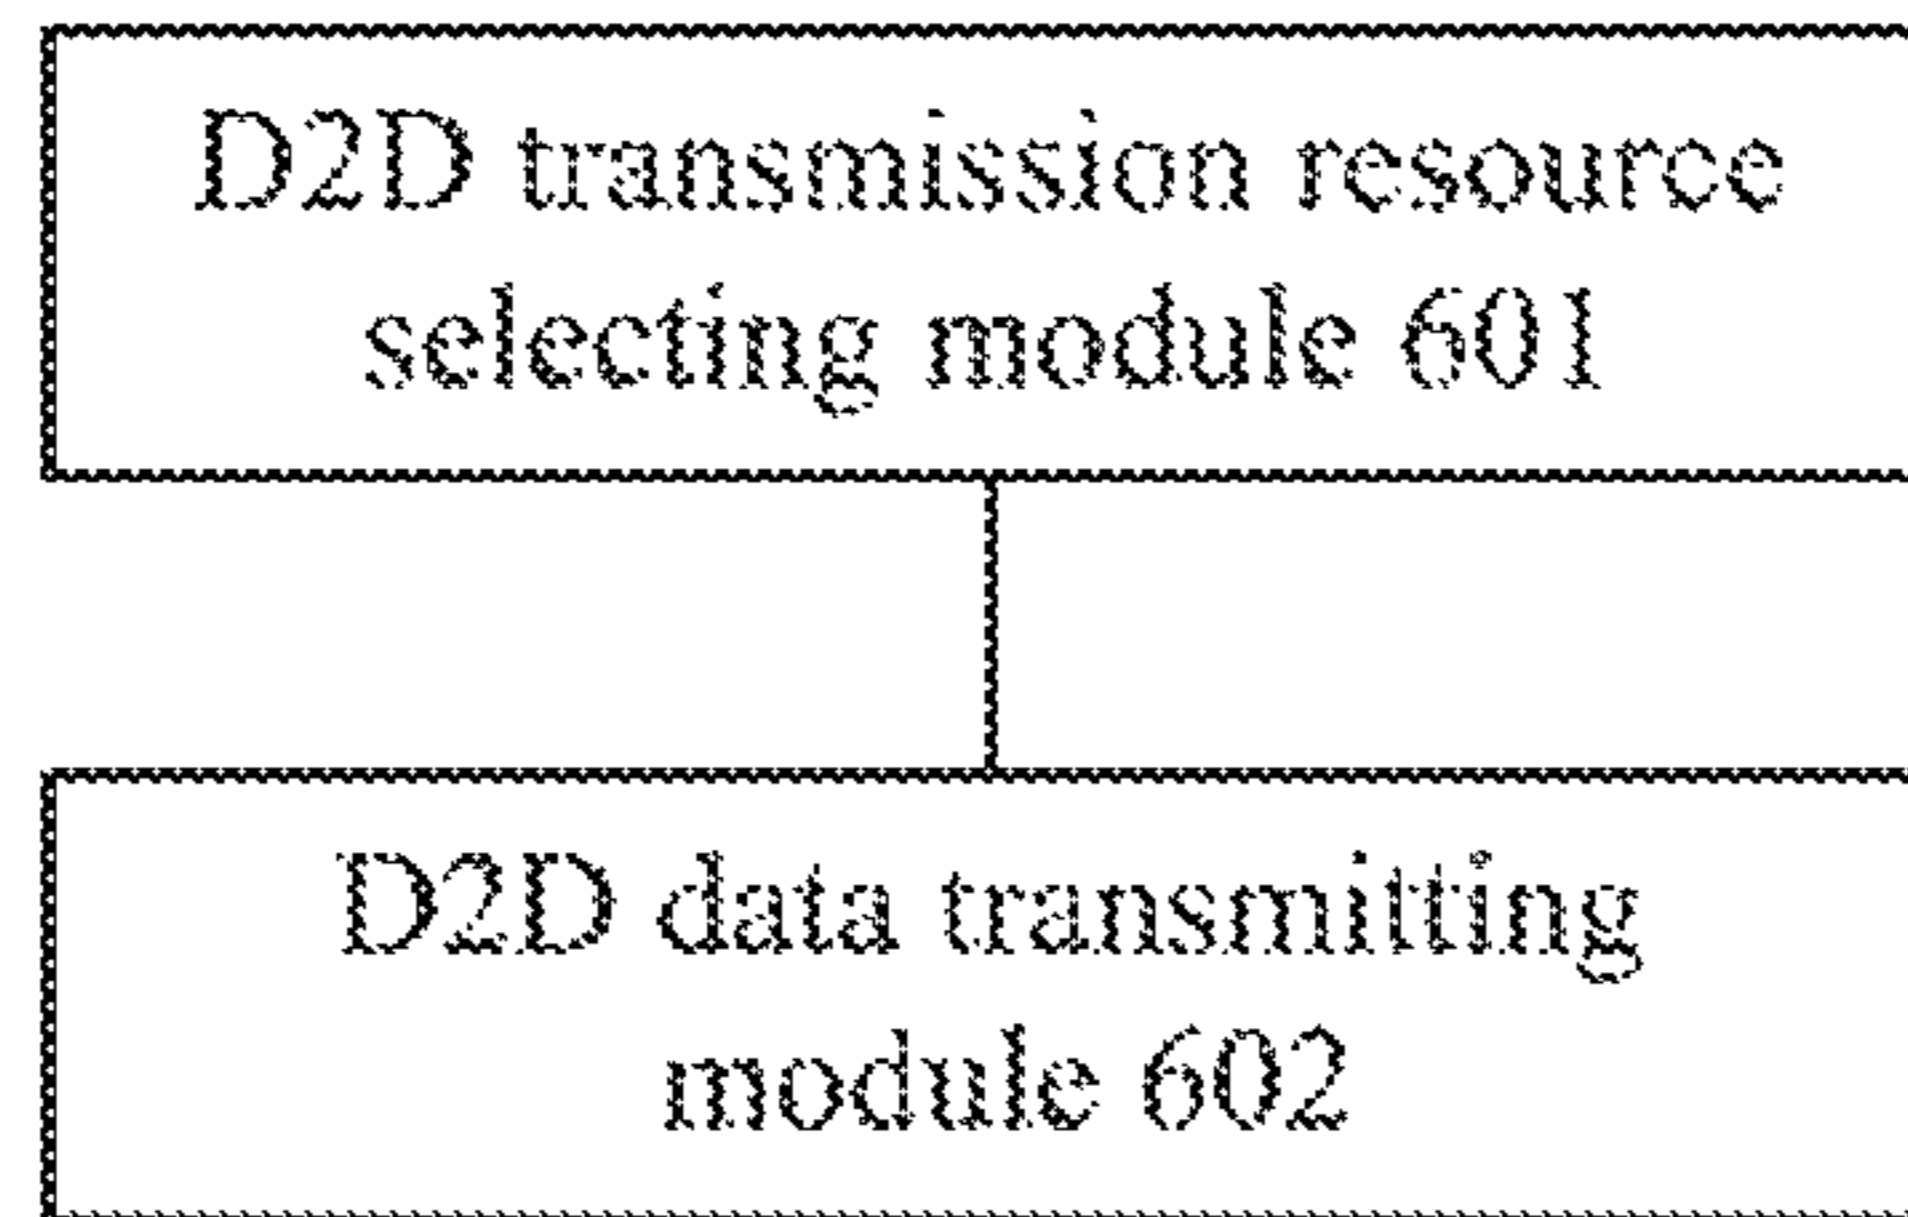 D2D transmission resource
selecting module 601
D2D data transmitting
module 602